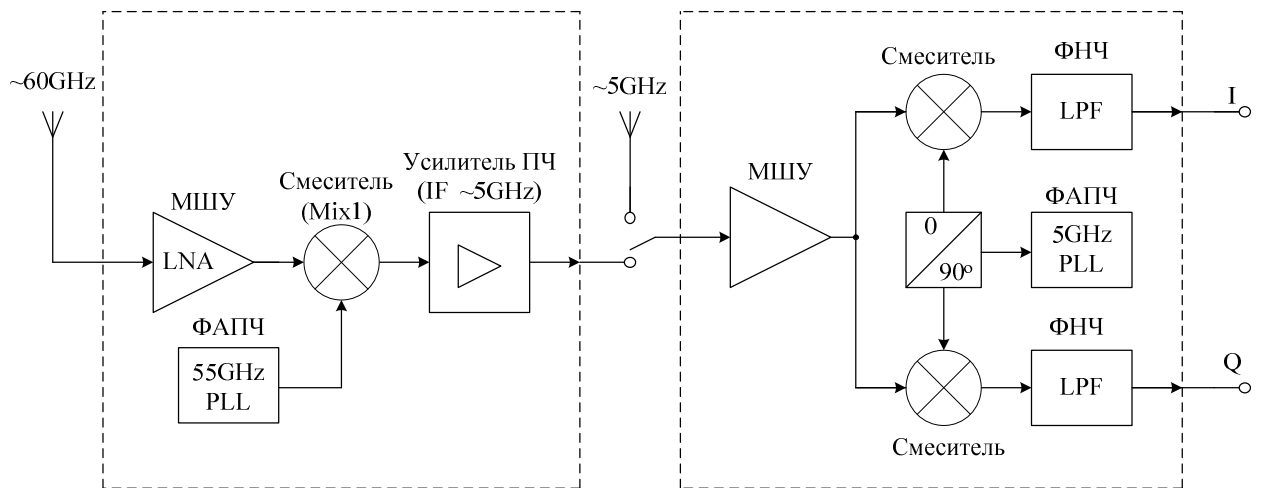 ~60GHz
МШУ
LNA
ФАПЧ
55GHz
PLL
Смеситель
(Mix1)
Усилитель ПЧ
(IF ~5GHz)
~5GHz
МШУ
Смеситель
ФНЧ
LPF
I
0
90º
ФАПЧ
5GHz
PLL
ФНЧ
LPF
Q
Смеситель